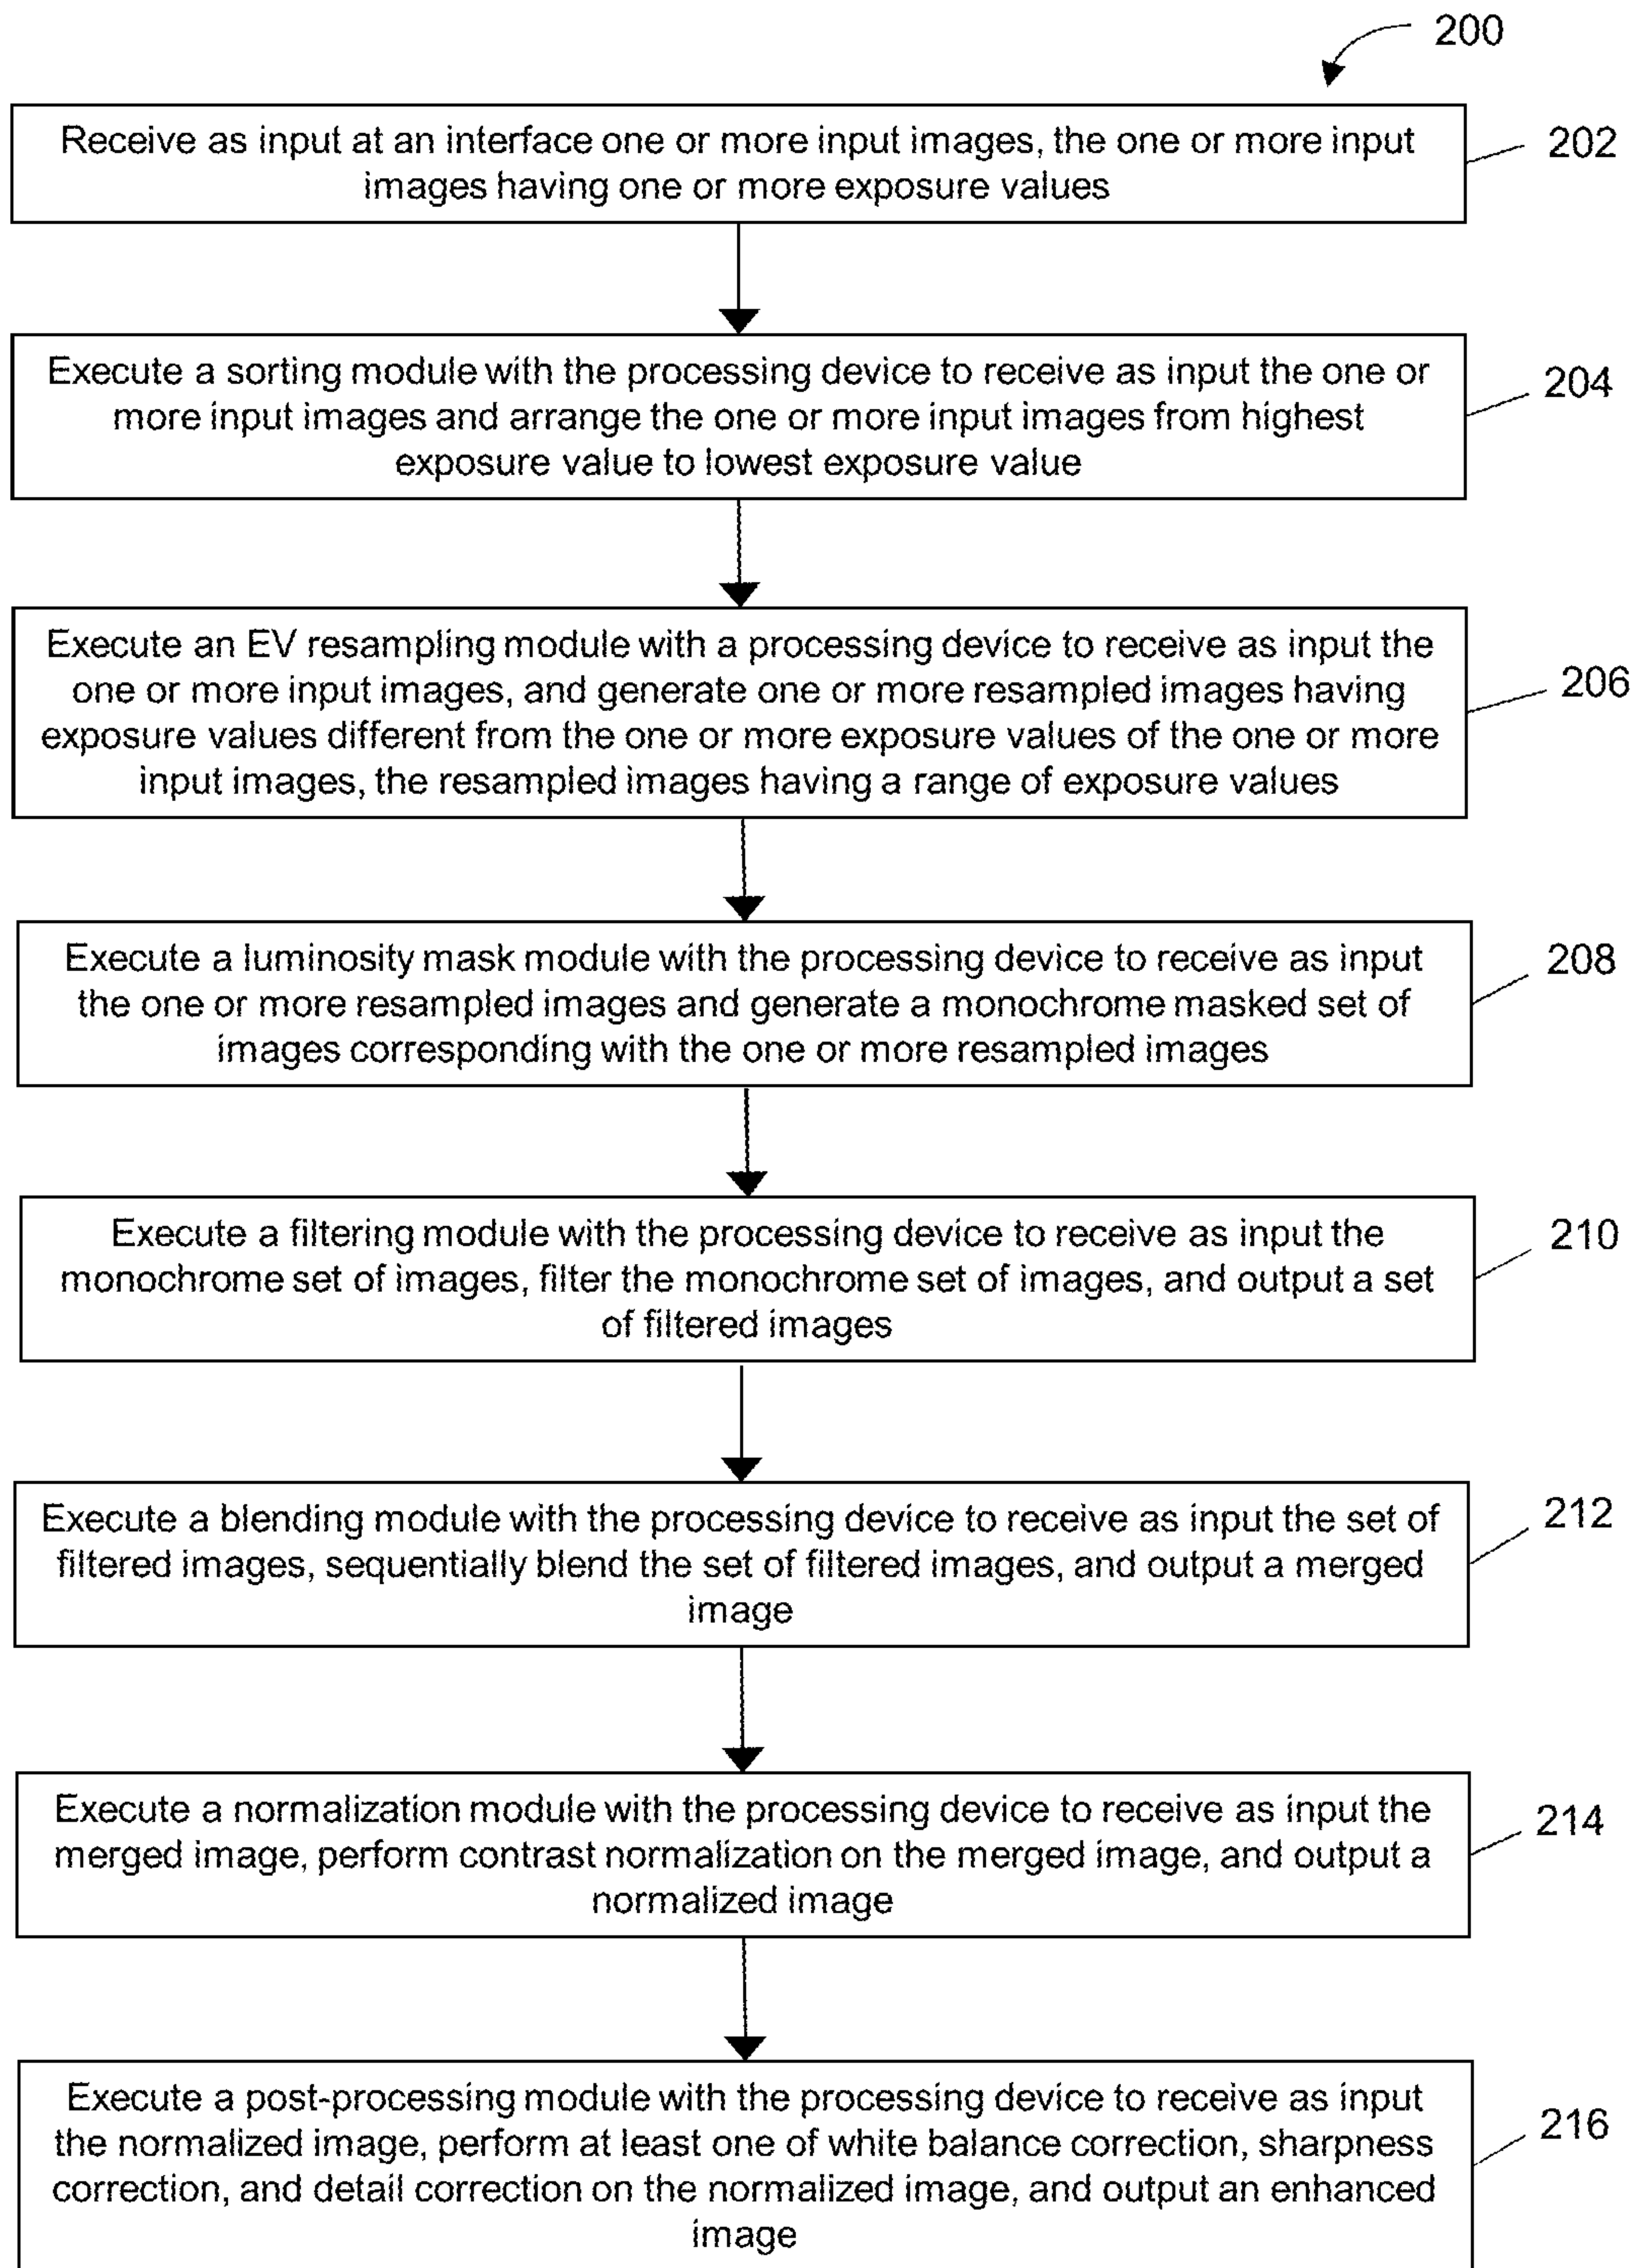 200
Receive as input at an interface one or more input images, the one or more input
images having one or more exposure values
202
Execute a sorting module with the processing device to receive as input the one or
more input images and arrange the one or more input images from highest
exposure value to lowest exposure value
204
Execute an EV resampling module with a processing device to receive as input the
one or more input images, and generate one or more resampled images having
exposure values different from the one or more exposure values of the one or more
input images, the resampled images having a range of exposure values
206
Execute a luminosity mask module with the processing device to receive as input
the one or more resampled images and generate a monochrome masked set of
images corresponding with the one or more resampled images
208
Execute a filtering module with the processing device to receive as input the
monochrome set of images, filter the monochrome set of images, and output a set
of filtered images
210
Execute a blending module with the processing device to receive as input the set of
filtered images, sequentially blend the set of filtered images, and output a merged
image
212
Execute a normalization module with the processing device to receive as input the
merged image, perform contrast normalization on the merged image, and output a
normalized image
214
Execute a post-processing module with the processing device to receive as input
the normalized image, perform at least one of white balance correction, sharpness
correction, and detail correction on the normalized image, and output an enhanced
image
216